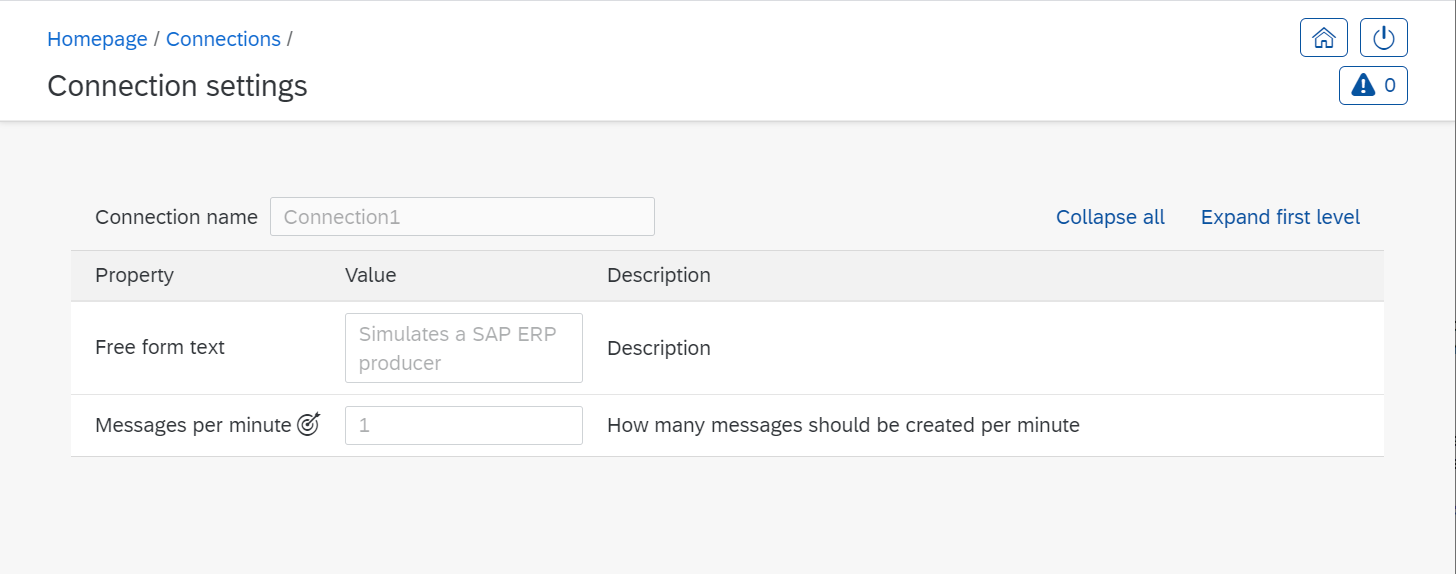 Homepage / Connections /
Connection settings
0
Connection name Connection1 Collapse all Expand first level
Property Value Description
Free form text Simulates a SAP ERP
producer Description
Messages per minute 1 How many messages should be created per minute